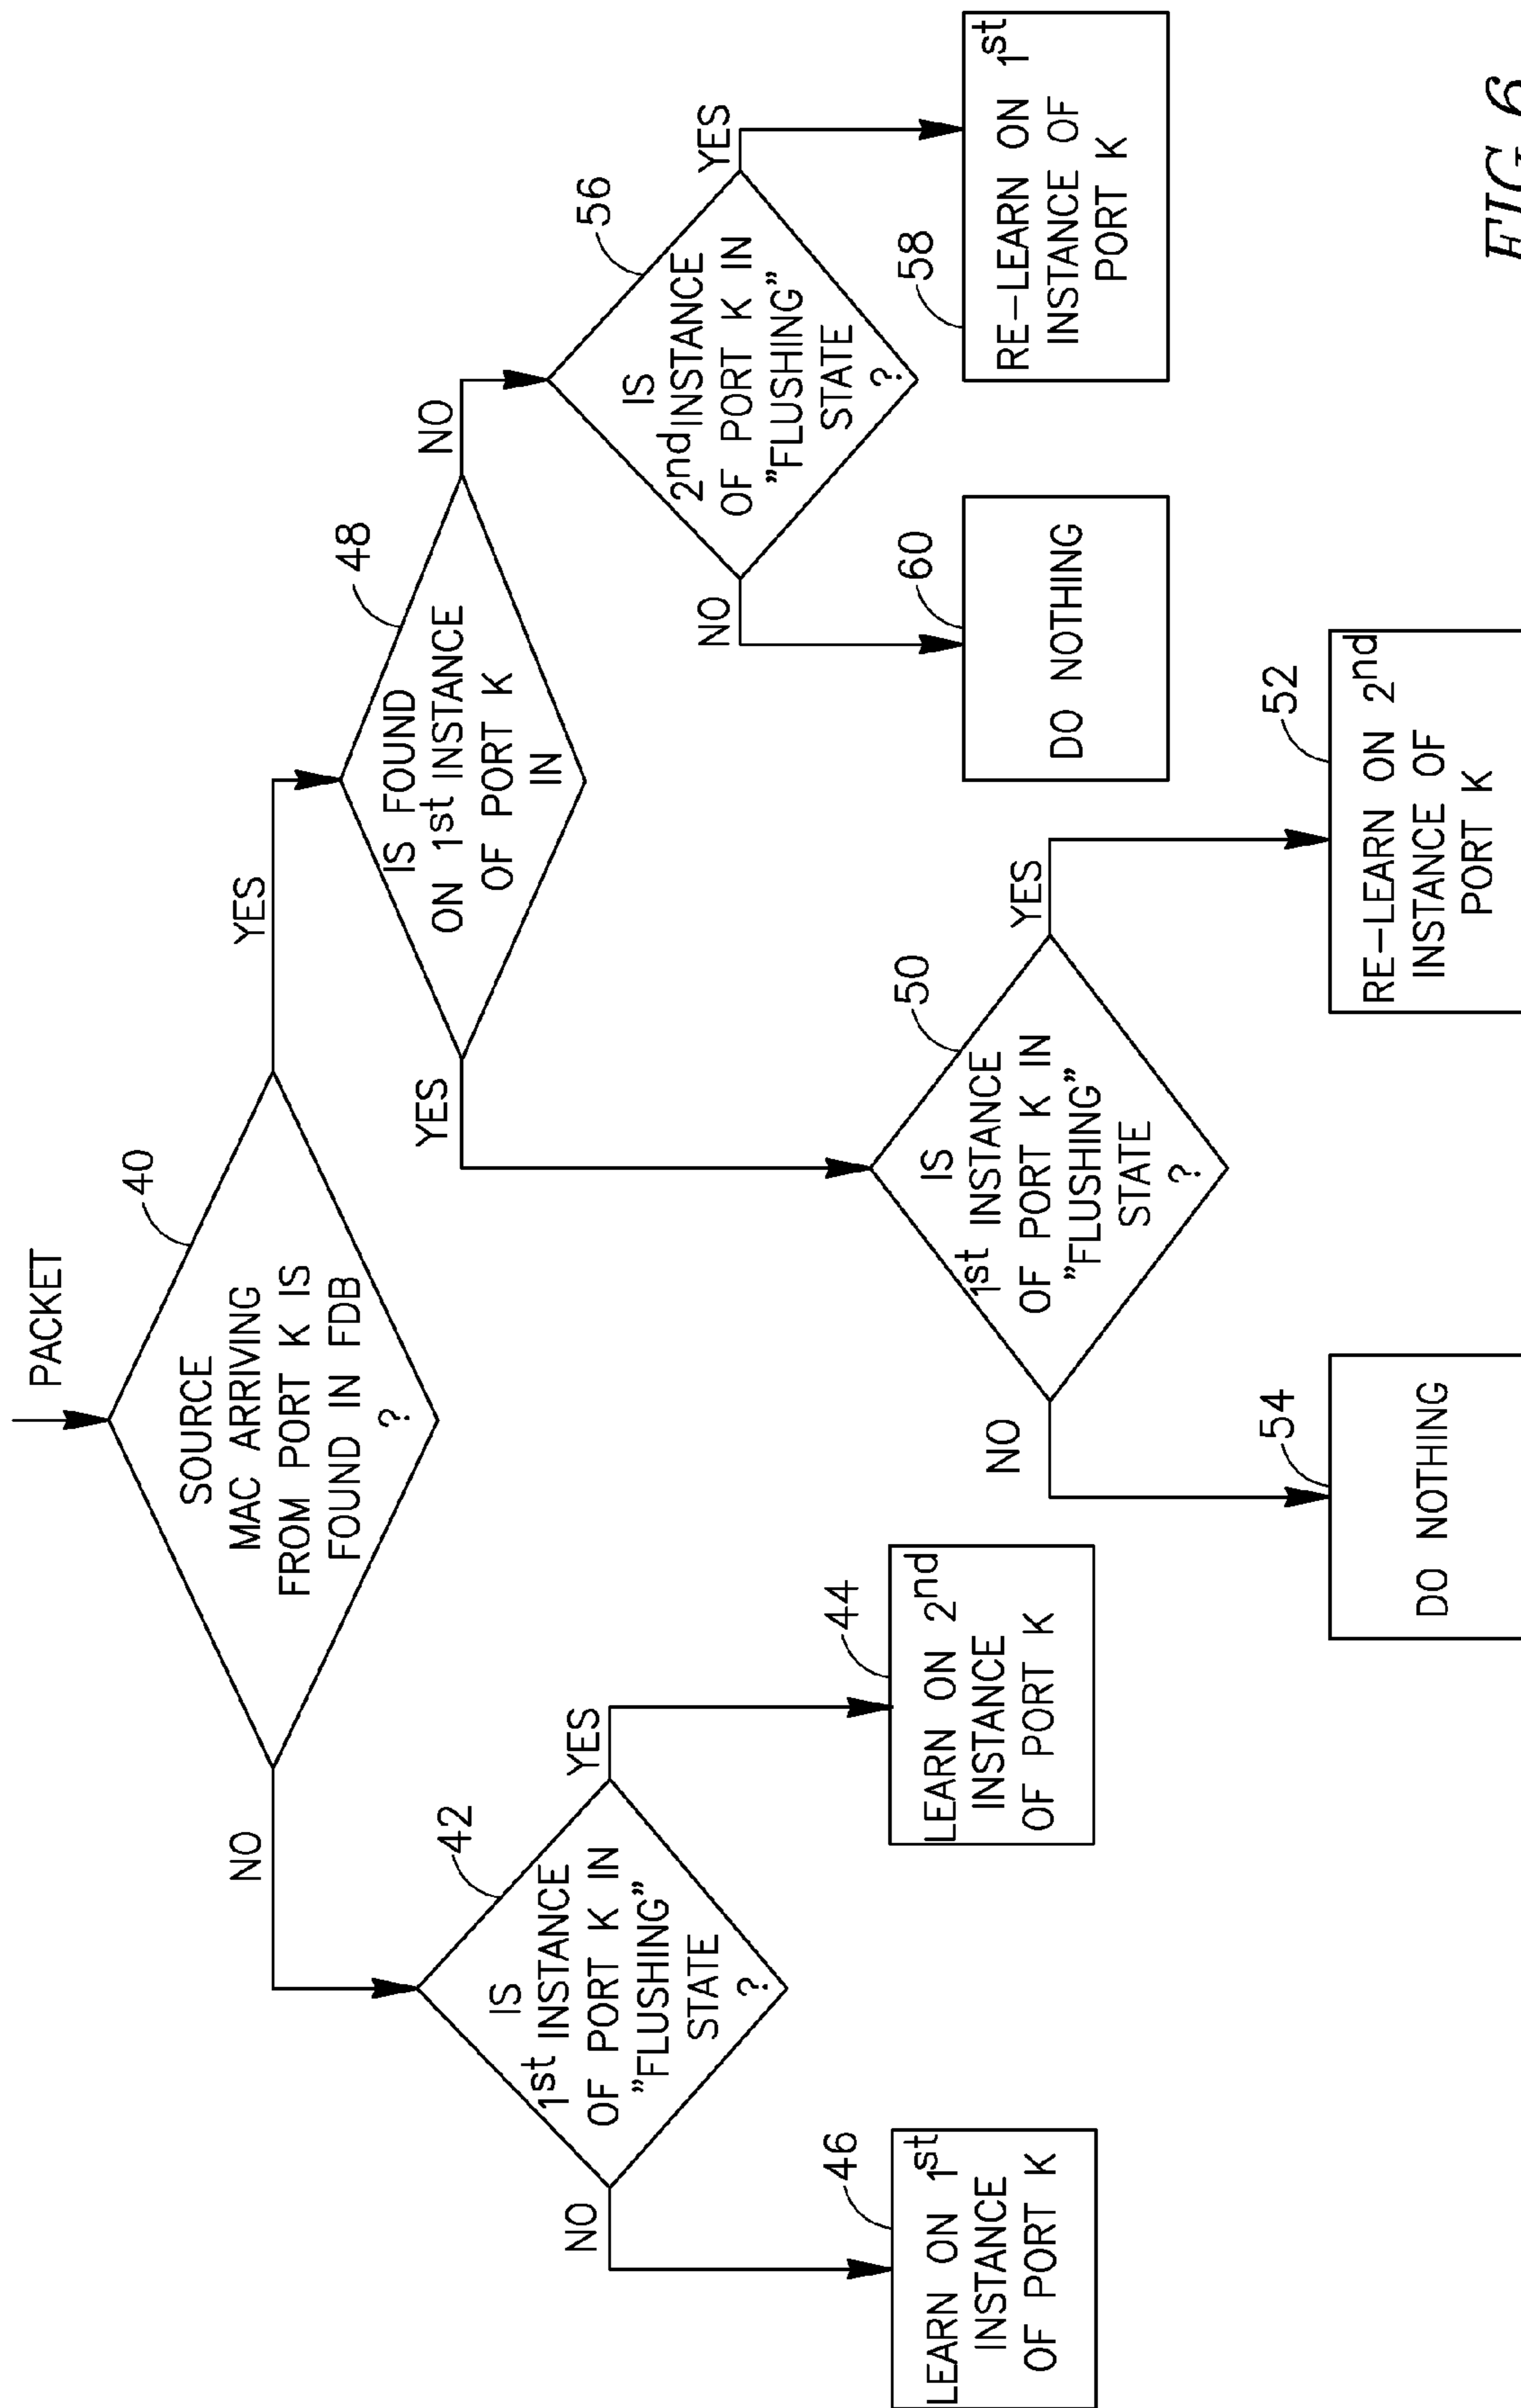 PACKET
40
SOURCE
MAC ARRIVING
FROM PORT K IS
FOUND IN FDB
?
NO
YES
42
IS
1st INSTANCE
OF PORT K IN
"FLUSHING"
STATE
?
NO
YES
46
LEARN ON 1st
INSTANCE
OF PORT K
44
LEARN ON 2nd
INSTANCE
OF PORT K
48
IS FOUND
ON 1st INSTANCE
OF PORT K
IN
YES
NO
50
IS
1st INSTANCE
OF PORT K IN
"FLUSHING"
STATE
?
NO
YES
54
DO NOTHING
52
RE-LEARN ON 2nd
INSTANCE OF
PORT K
56
IS
2nd INSTANCE
OF PORT K IN
"FLUSHING"
STATE
?
NO
YES
60
DO NOTHING
58
RE-LEARN ON 1st
INSTANCE OF
PORT K
FIG.6